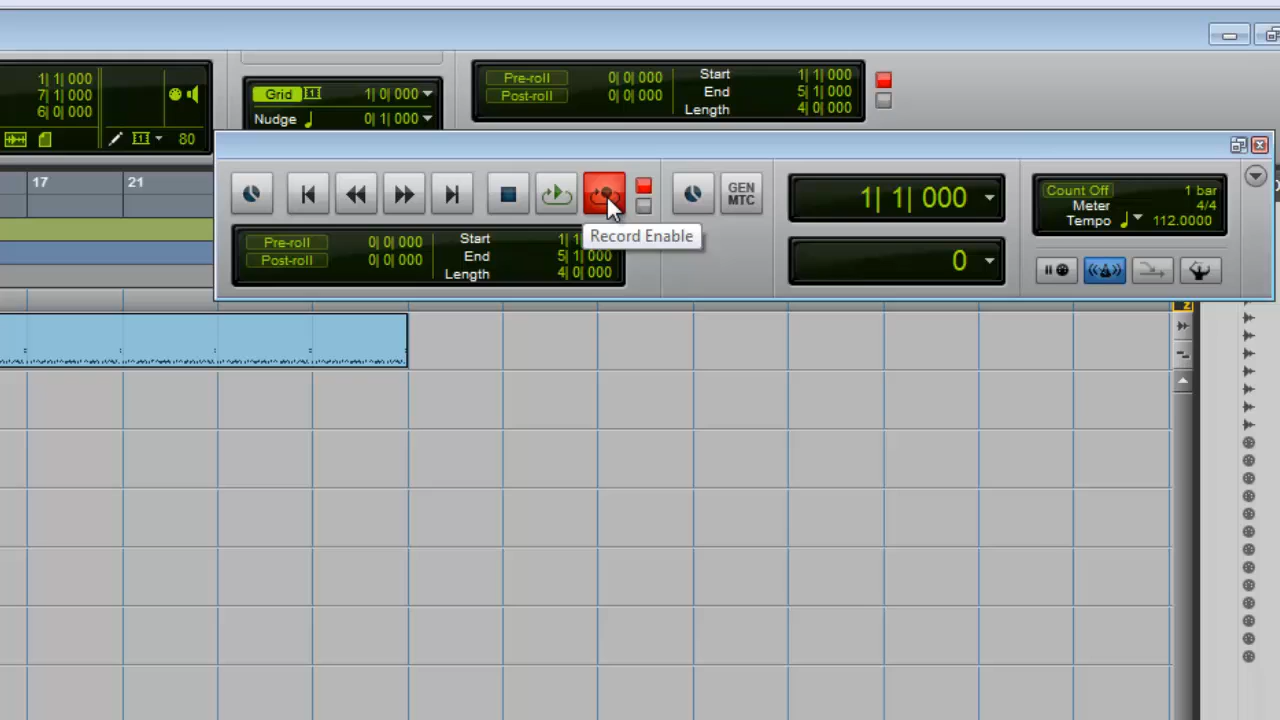 1| 1| 000
7| 1| 000
6| 0| 000
80
Grid 1| 0| 000
Nudge 0| 1| 000
Pre-roll 0| 0| 000
Post-roll 0| 0| 000
Start 1| 1| 000
End 5| 1| 000
Length 4| 0| 000
17 21
GEN
MTC
Record Enable
Pre-roll 0| 0| 000
Post-roll 0| 0| 000
Start 1| 1
End 5| 1| 000
Length 4| 0| 000
1| 1| 000
0
Count Off 1 bar
Meter 4/4
Tempo 112.0000
z